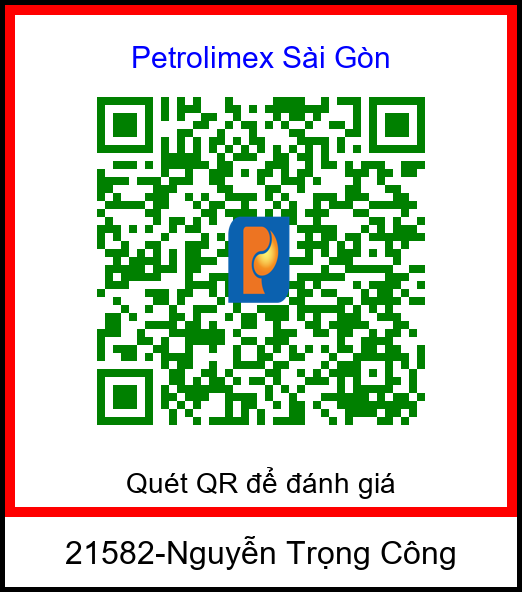 Petrolimex Sài Gòn
Quét QR để đánh giá
21582-Nguyễn Trọng Công